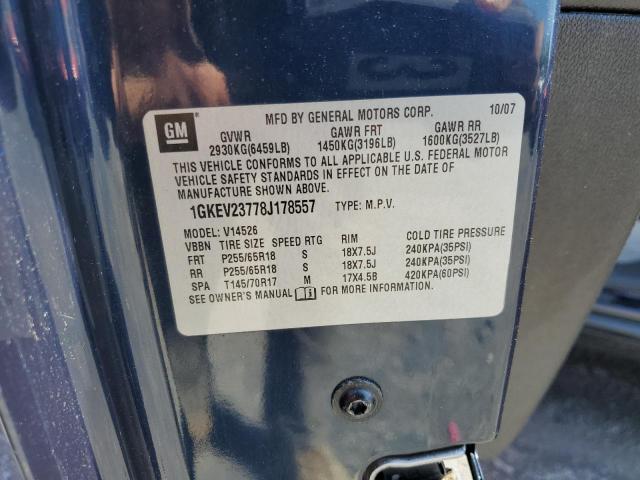 GM
MFD BY GENERAL MOTORS CORP. 10/07
GVWR GAWR FRT GAWR RR
2930KG(6459LB) 1450KG(3196LB) 1600KG(3527LB)
THIS VEHICLE CONFORMS TO ALL APPLICABLE U.S. FEDERAL MOTOR
VEHICLE SAFETY STANDARDS IN EFFECT ON THE DATE OF
MANUFACTURE SHOWN ABOVE.
1GKEV23778J178557 TYPE: M.P.V.
MODEL: V14526
VBBN TIRE SIZE SPEED RTG RIM COLD TIRE PRESSURE
FRT P255/65R18 S 18X7.5J 240KPA(35PSI)
RR P255/65R18 S 18X7.5J 240KPA(35PSI)
SPA T145/70R17 M 17X4.5B 420KPA(60PSI)
SEE OWNER'S MANUAL FOR MORE INFORMATION.